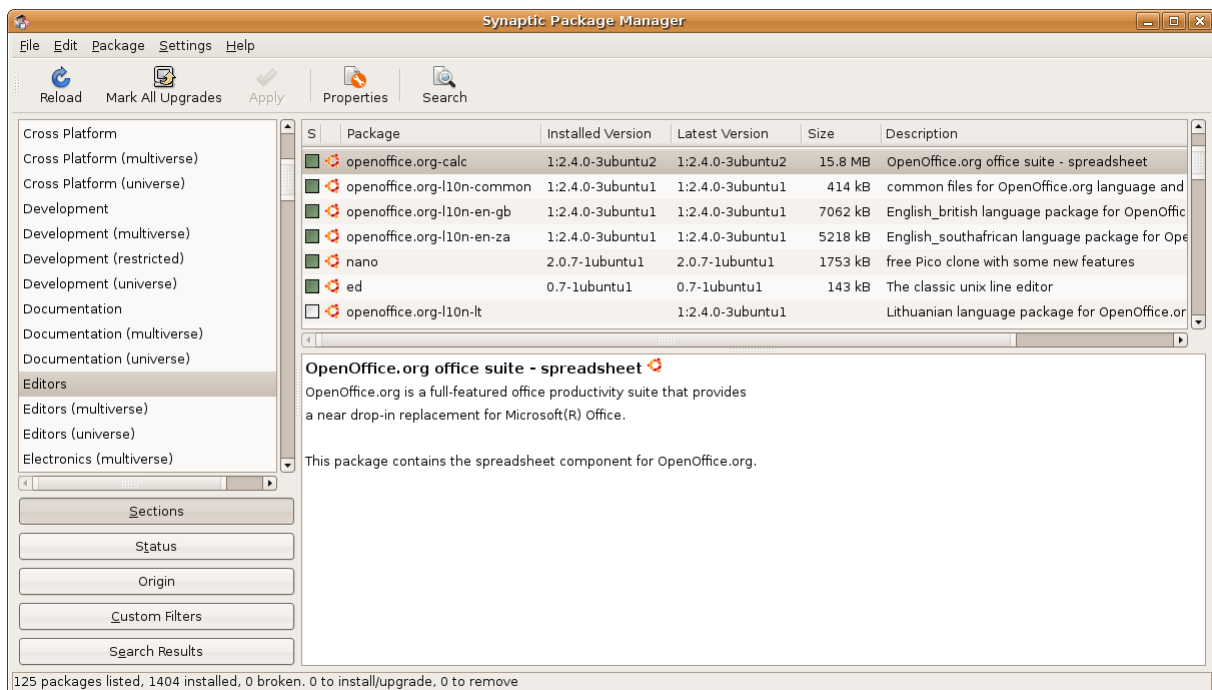 Synaptic Package Manager
File Edit Package Settings Help
Reload Mark All Upgrades Apply Properties Search
Cross Platform
Cross Platform (multiverse)
Cross Platform (universe)
Development
Development (multiverse)
Development (restricted)
Development (universe)
Documentation
Documentation (multiverse)
Documentation (universe)
Editors
Editors (multiverse)
Editors (universe)
Electronics (multiverse)
Sections
Status
Origin
Custom Filters
Search Results
S Package Installed Version Latest Version Size Description
openoffice.org-calc 1:2.4.0-3ubuntu2 1:2.4.0-3ubuntu2 15.8 MB OpenOffice.org office suite - spreadsheet
openoffice.org-l10n-common 1:2.4.0-3ubuntu1 1:2.4.0-3ubuntu1 414 kB common files for OpenOffice.org language and
openoffice.org-l10n-en-gb 1:2.4.0-3ubuntu1 1:2.4.0-3ubuntu1 7062 kB English_british language package for OpenOffic
openoffice.org-l10n-en-za 1:2.4.0-3ubuntu1 1:2.4.0-3ubuntu1 5218 kB English_southafrican language package for Ope
nano 2.0.7-1ubuntu1 2.0.7-1ubuntu1 1753 kB free Pico clone with some new features
ed 0.7-1ubuntu1 0.7-1ubuntu1 143 kB The classic unix line editor
openoffice.org-l10n-lt 1:2.4.0-3ubuntu1 Lithuanian language package for OpenOffice.or
OpenOffice.org office suite - spreadsheet
OpenOffice.org is a full-featured office productivity suite that provides
a near drop-in replacement for Microsoft(R) Office.
This package contains the spreadsheet component for OpenOffice.org.
125 packages listed, 1404 installed, 0 broken. 0 to install/upgrade, 0 to remove